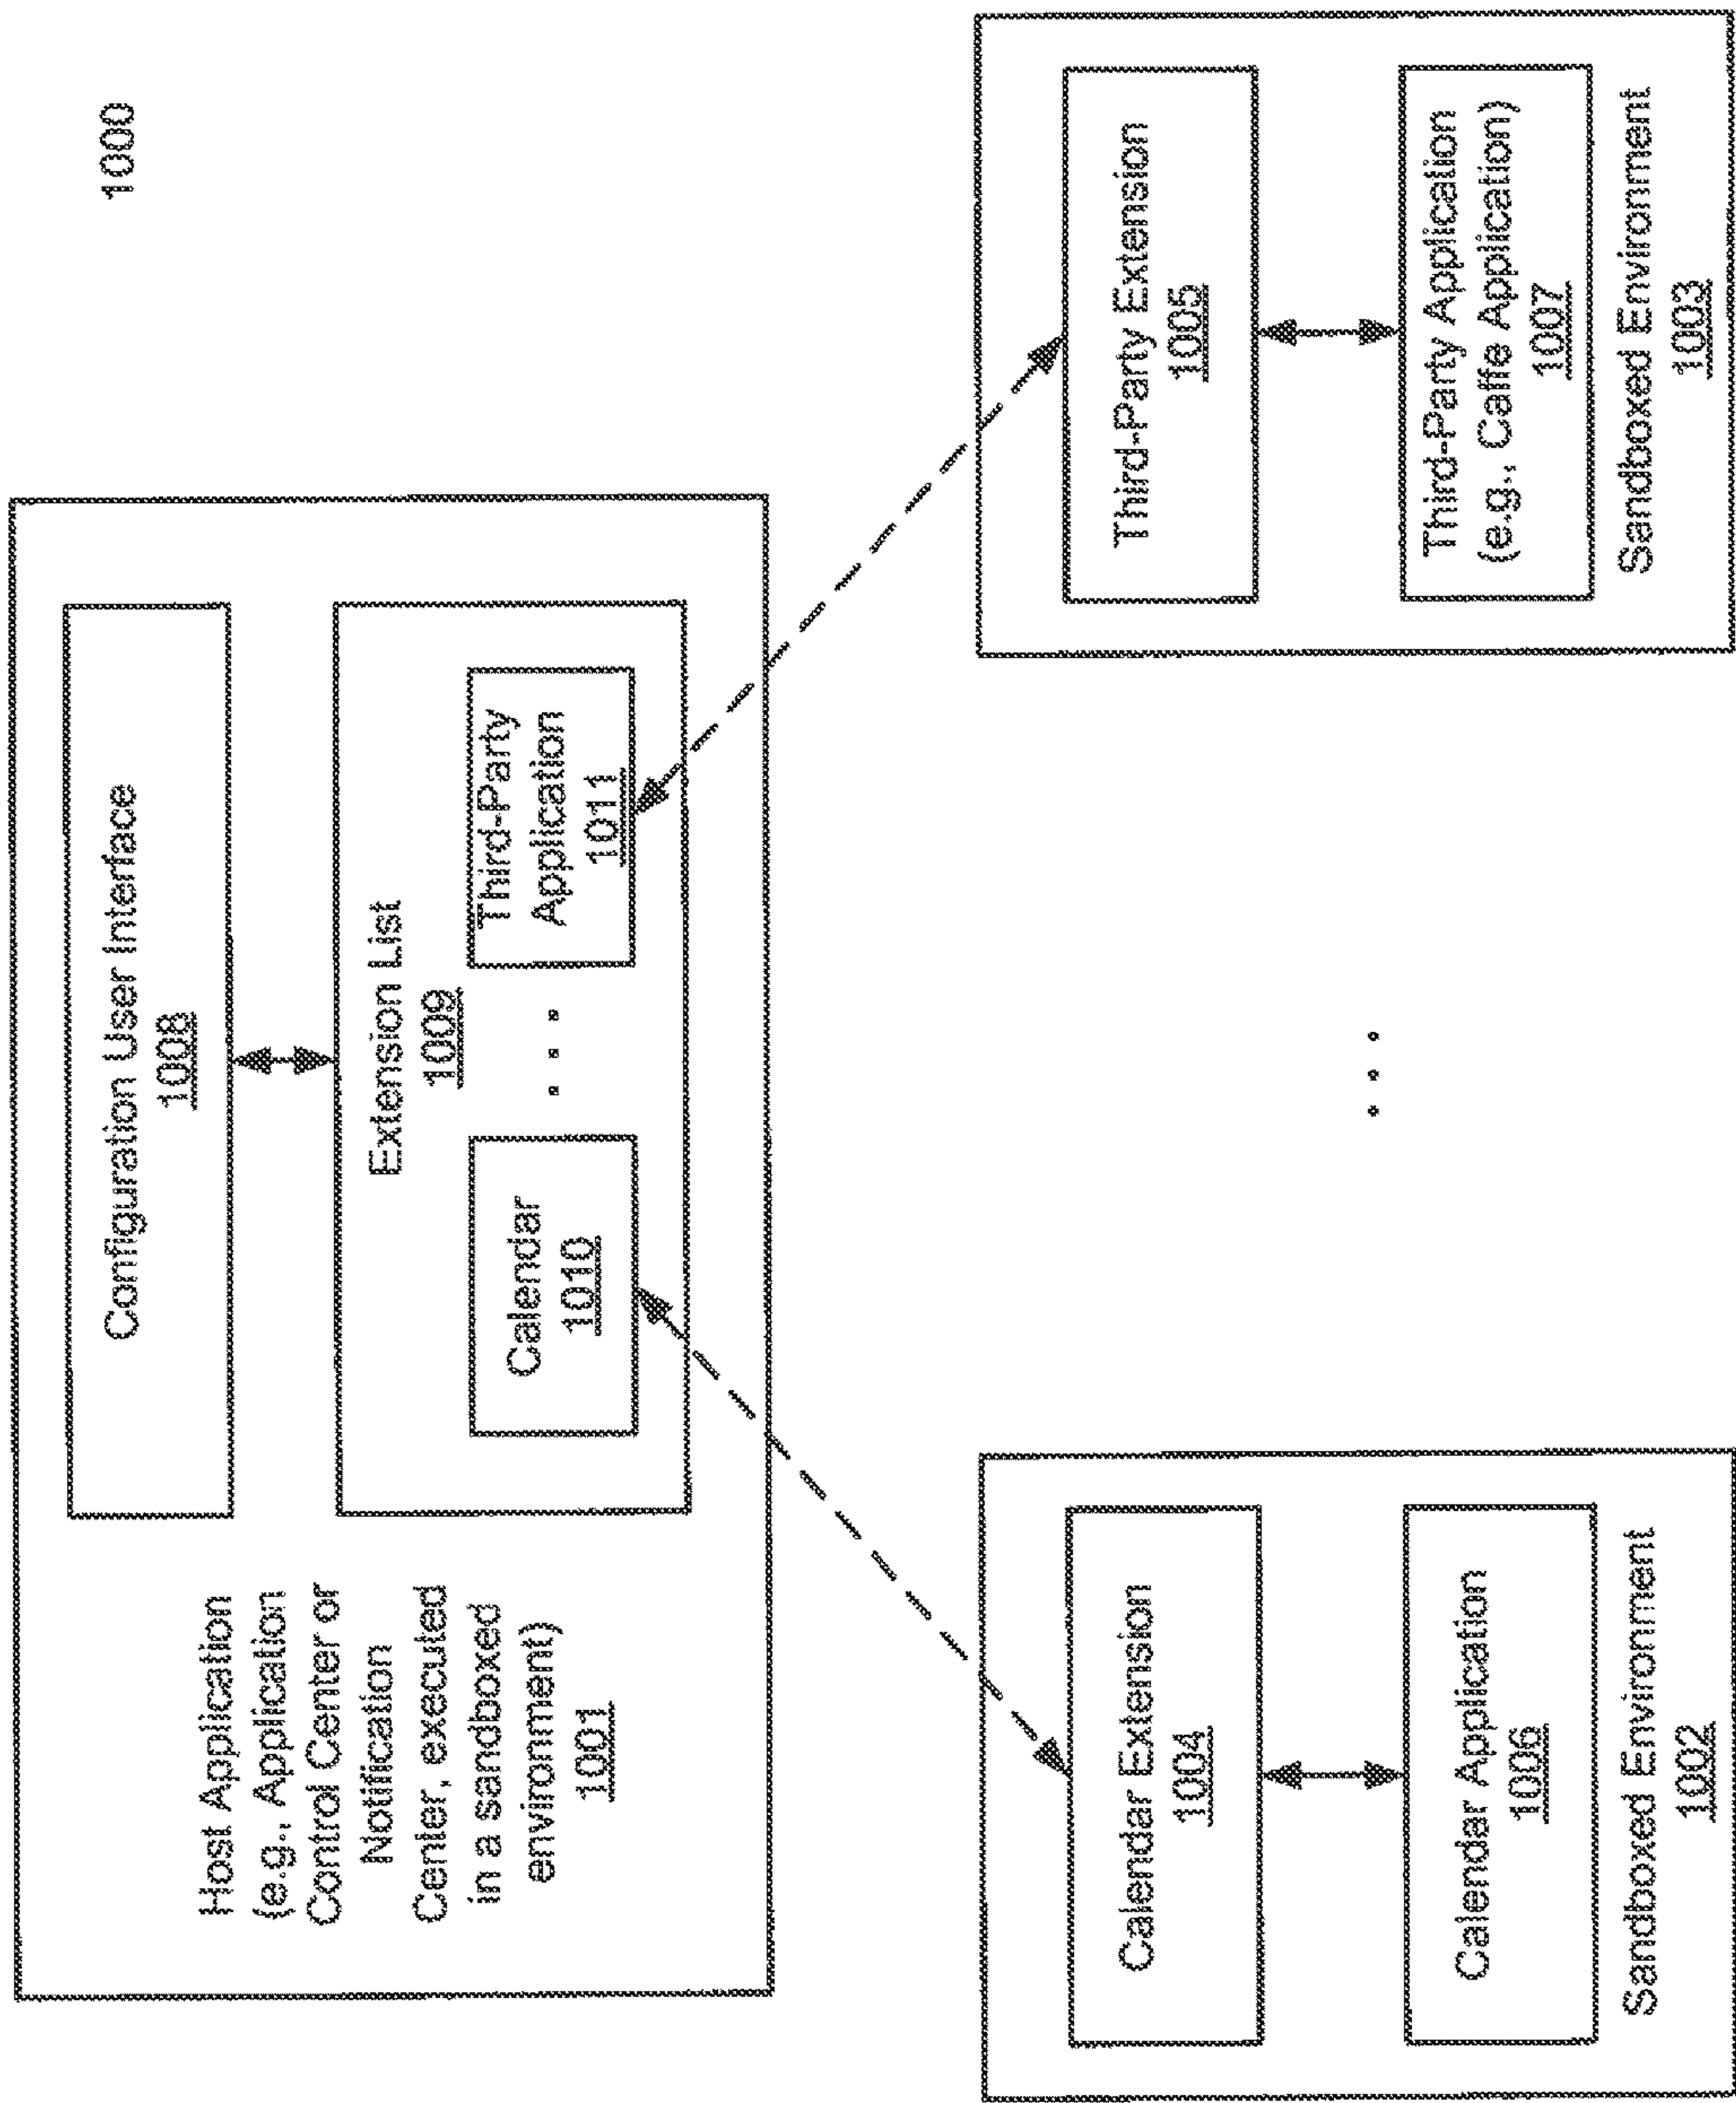 1000
Configuration User Interface
1008
Host Application
(e.g., Application
Control Center or
Notification
Center, executed
in a sandboxed
environment)
1001
Extension List
1009
Calendar
1010
. . .
Third-Party
Application
1011
Calendar Extension
1004
Calendar Application
1006
Sandboxed Environment
1002
. . .
Third-Party Extension
1005
Third-Party Application
(e.g., Caffe Application)
1007
Sandboxed Environment
1003